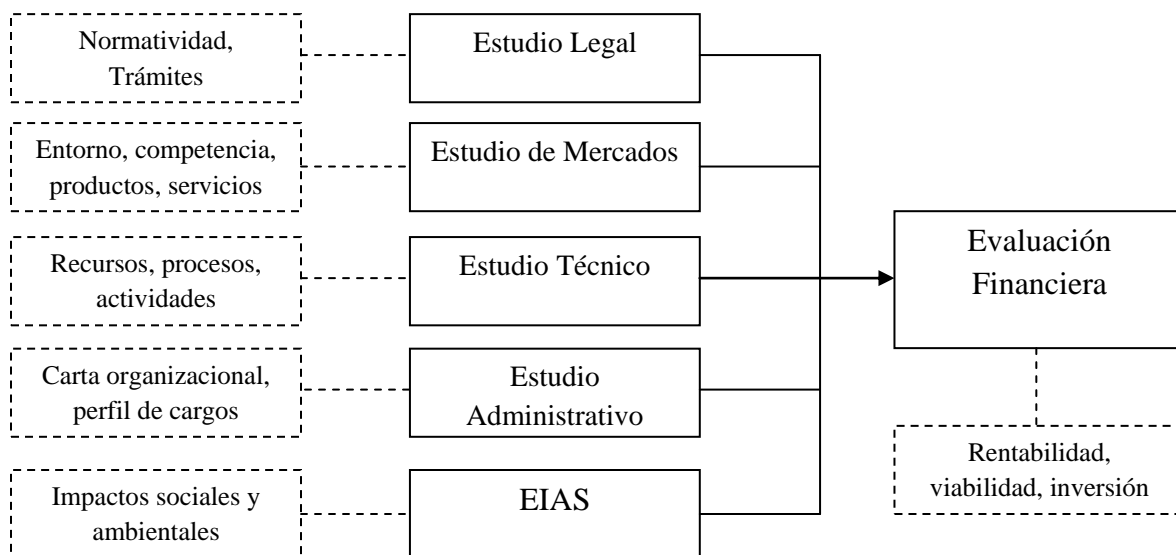 Normatividad,
Trámites
Estudio Legal
Entorno, competencia,
productos, servicios
Estudio de Mercados
Recursos, procesos,
actividades
Estudio Técnico
Evaluación
Financiera
Carta organizacional,
perfil de cargos
Estudio
Administrativo
Rentabilidad,
viabilidad, inversión
Impactos sociales y
ambientales
EIAS